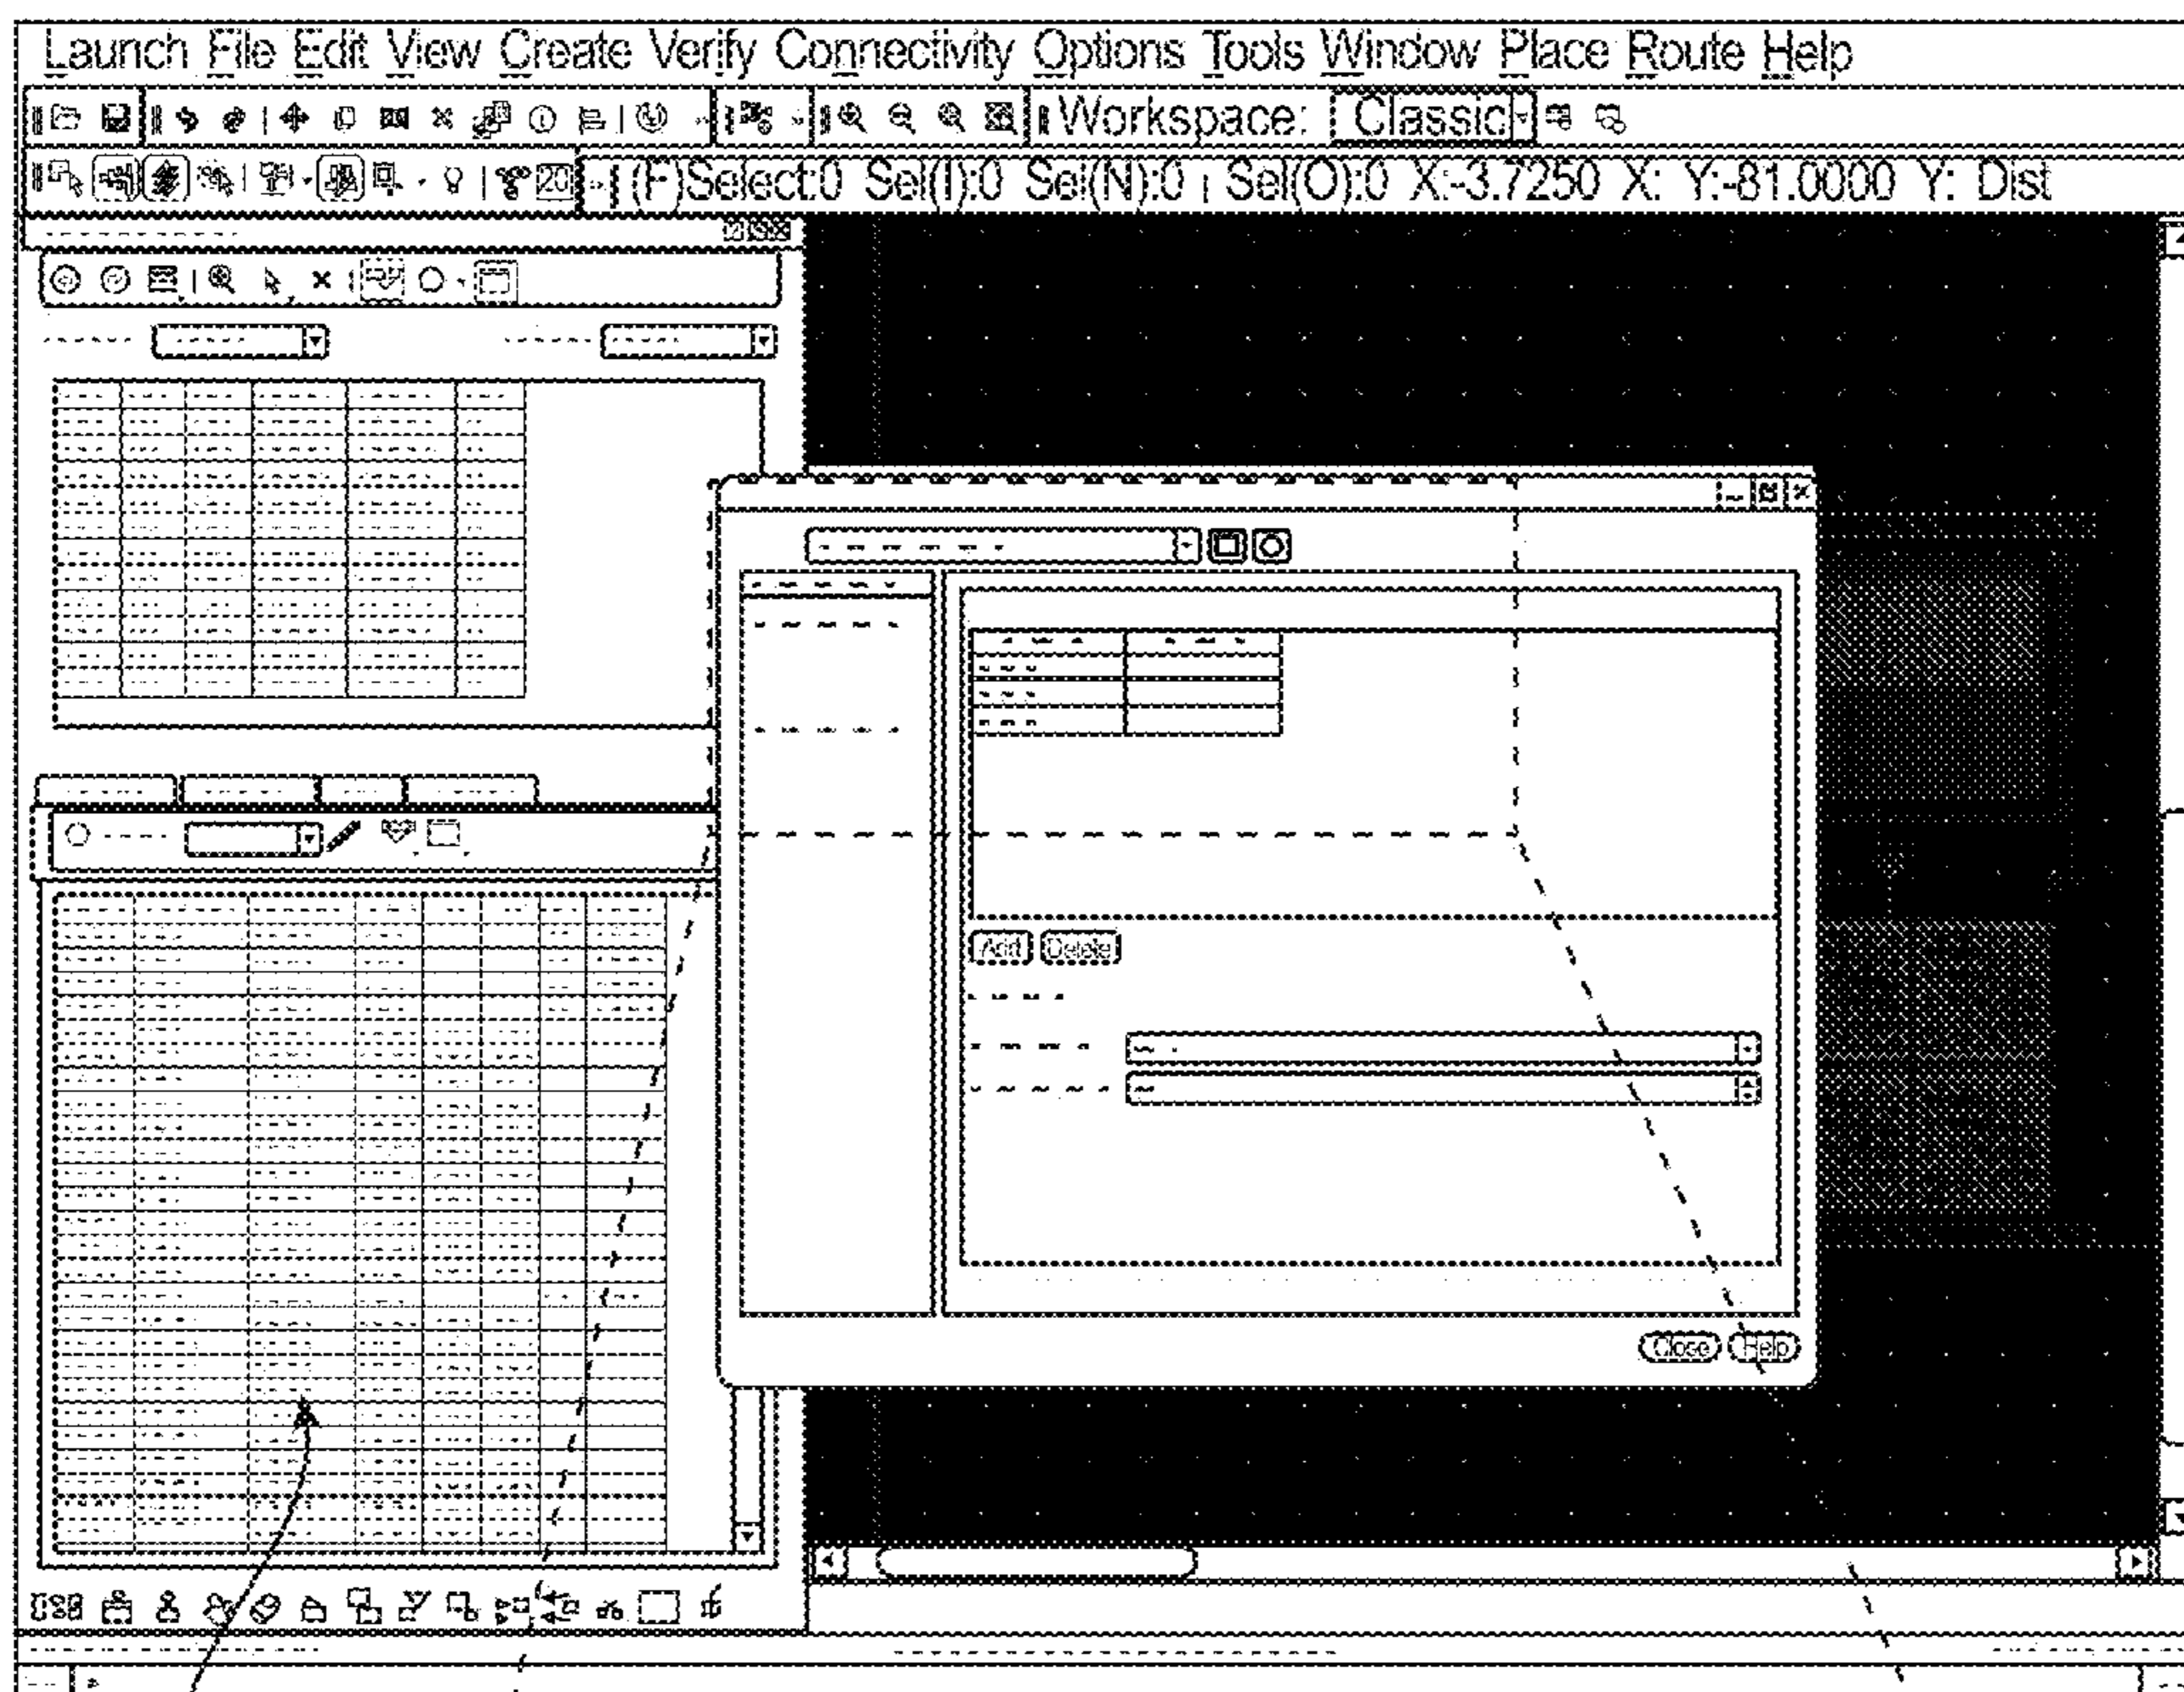 Launch File Edit View Create Verify Connectivity Options Tools Window Place Route Help
Workspace: Classic
20 (F)Select:0 Sel(I):0 Sel(N):0 Sel(O):0 X:-3.7250 X: Y:-81.0000 Y: Dist
Add Delete
Close Help